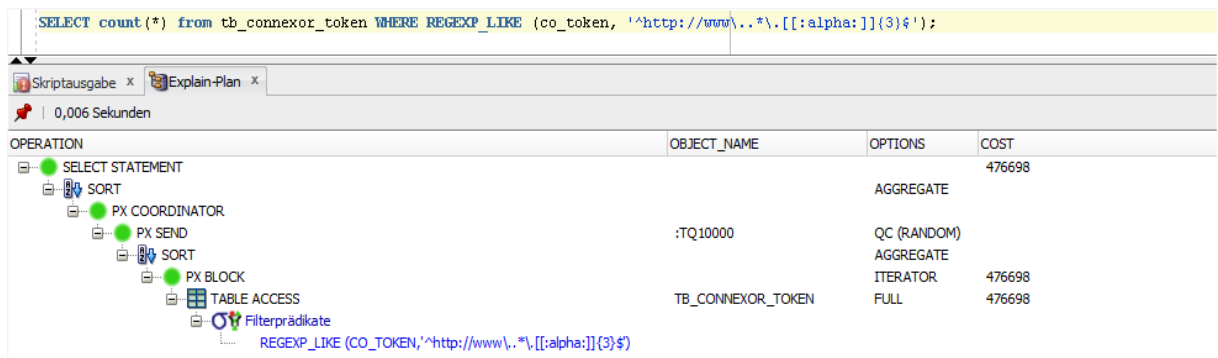 SELECT count(*) from tb_connexor_token WHERE REGEXP_LIKE (co_token, '^http://www\..*\.[[:alpha:]]{3}$');
Skriptausgabe x Explain-Plan x
0,006 Sekunden
OPERATION OBJECT_NAME OPTIONS COST
SELECT STATEMENT 476698
SORT AGGREGATE
PX COORDINATOR
PX SEND :TQ10000 QC (RANDOM)
SORT AGGREGATE
PX BLOCK ITERATOR 476698
TABLE ACCESS TB_CONNEXOR_TOKEN FULL 476698
Filterprädikate
REGEXP_LIKE (CO_TOKEN,'^http://www\..*\.[[:alpha:]]{3}$')